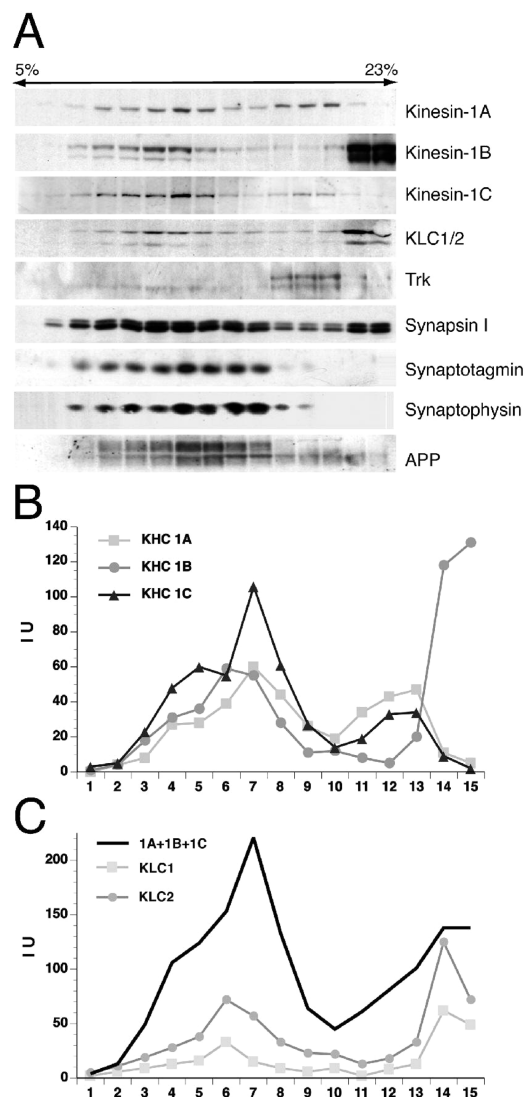 A
5% 23%
Kinesin-1A
Kinesin-1B
Kinesin-1C
KLC1/2
Trk
Synapsin I
Synaptotagmin
Synaptophysin
APP
B
140
120
100
80
60
40
20
0
I U
KHC 1A
KHC 1B
KHC 1C
1 2 3 4 5 6 7 8 9 10 11 12 13 14 15
C
200
150
100
50
0
I U
1A+1B+1C
KLC1
KLC2
1 2 3 4 5 6 7 8 9 10 11 12 13 14 15